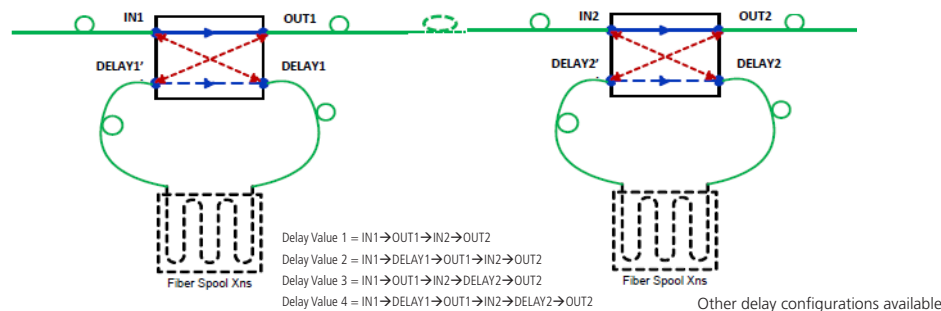 IN1 OUT1 IN2 OUT2
DELAY1' DELAY1 DELAY2' DELAY2
Fiber Spool Xns
Fiber Spool Xns
Delay Value 1 = IN1→OUT1→IN2→OUT2
Delay Value 2 = IN1→DELAY1→OUT1→IN2→OUT2
Delay Value 3 = IN1→OUT1→IN2→DELAY2→OUT2
Delay Value 4 = IN1→DELAY1→OUT1→IN2→DELAY2→OUT2
Other delay configurations available